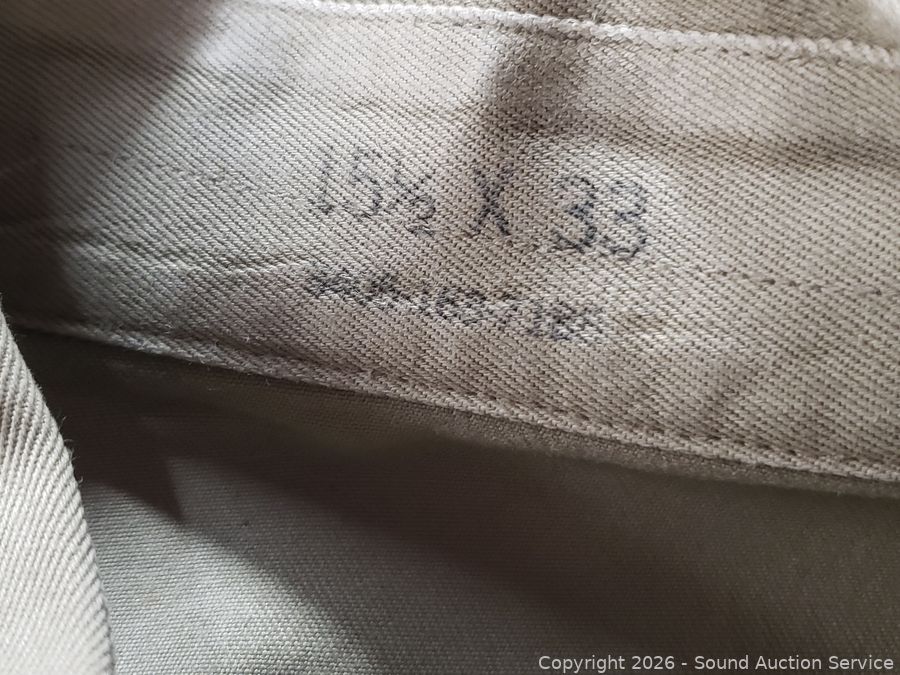 15½ X 33
Copyright 2026 - Sound Auction Service